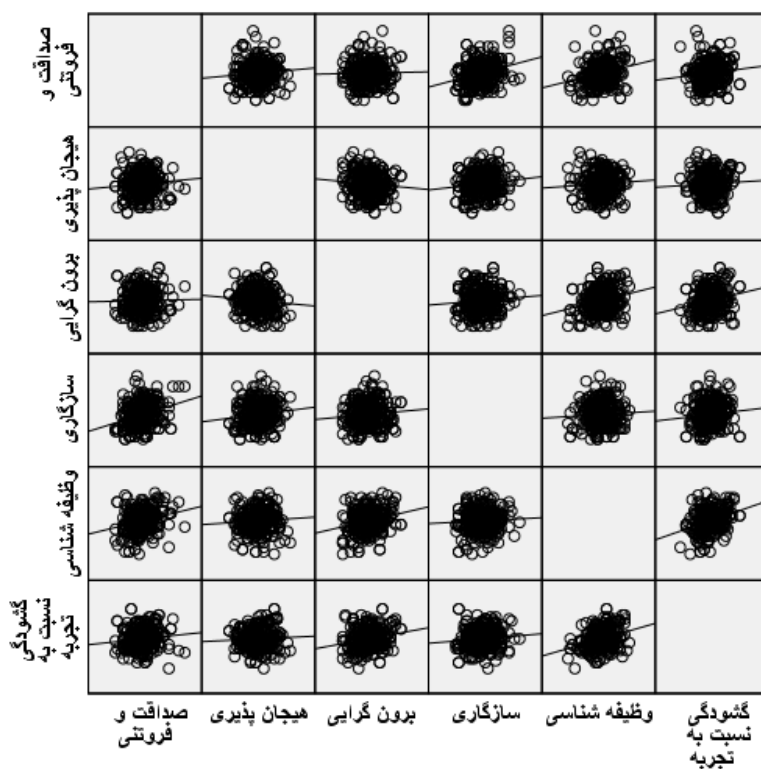 صداقت و
فروتنی
هیجان پذیری
برون گرایی
سازگاری
وظیفه شناسی
گشودگی
نسبت به
تجربه
صداقت و
فروتنی
هیجان پذیری
برون گرایی
سازگاری
وظیفه شناسی
گشودگی
نسبت به
تجربه